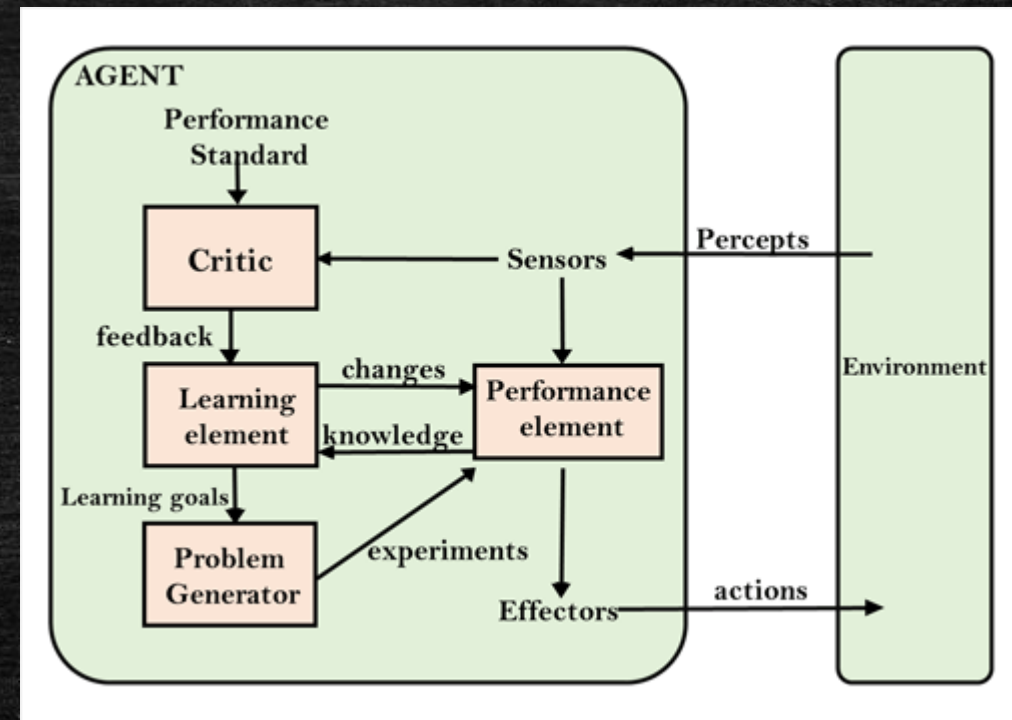 AGENT
Performance
Standard
Critic
Sensors
Percepts
feedback
Environment
changes
Learning
element
Performance
element
knowledge
Learning goals
Problem
Generator
experiments
Effectors
actions